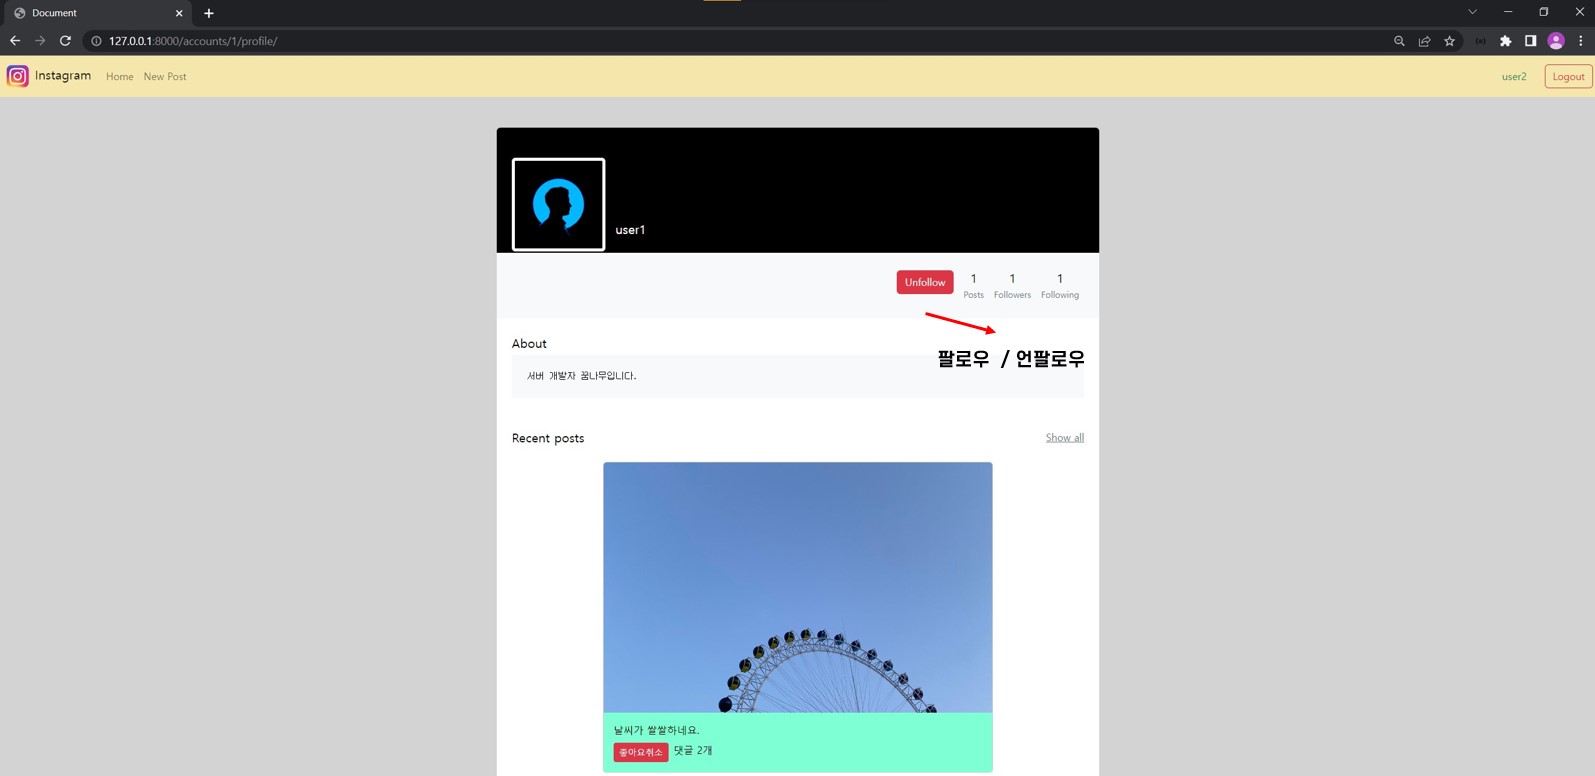 Document
127.0.0.1:8000/accounts/1/profile/
Instagram Home New Post user2 Logout
user1
Unfollow
1 Posts
1 Followers
1 Following
팔로우 / 언팔로우
About
서버 개발자 꿈나무입니다.
Recent posts Show all
날씨가 쌀쌀하네요.
좋아요취소 댓글 2개